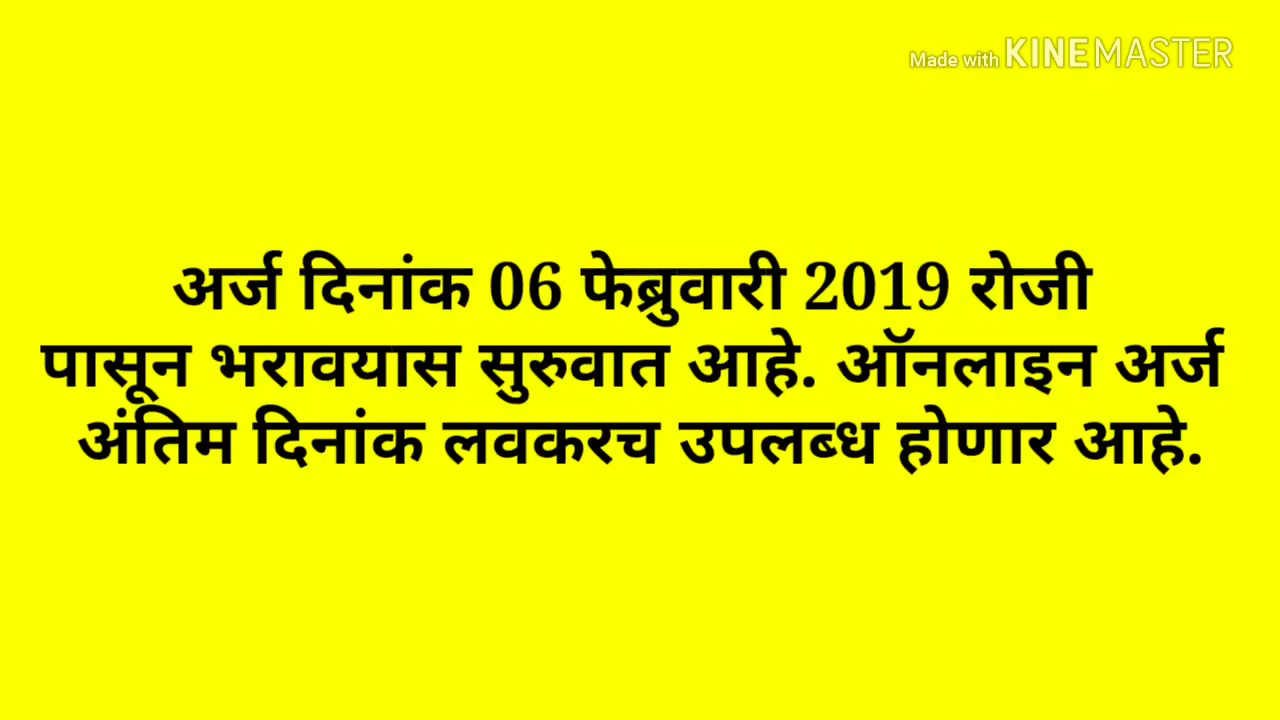 Made with KINEMASTER
अर्ज दिनांक 06 फेब्रुवारी 2019 रोजी
पासून भरावयास सुरुवात आहे. ऑनलाइन अर्ज
अंतिम दिनांक लवकरच उपलब्ध होणार आहे.